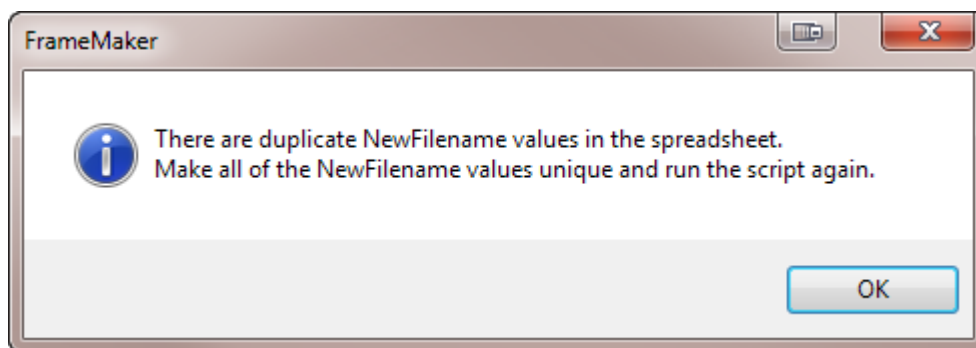 FrameMaker
There are duplicate NewFilename values in the spreadsheet.
Make all of the NewFilename values unique and run the script again.
OK